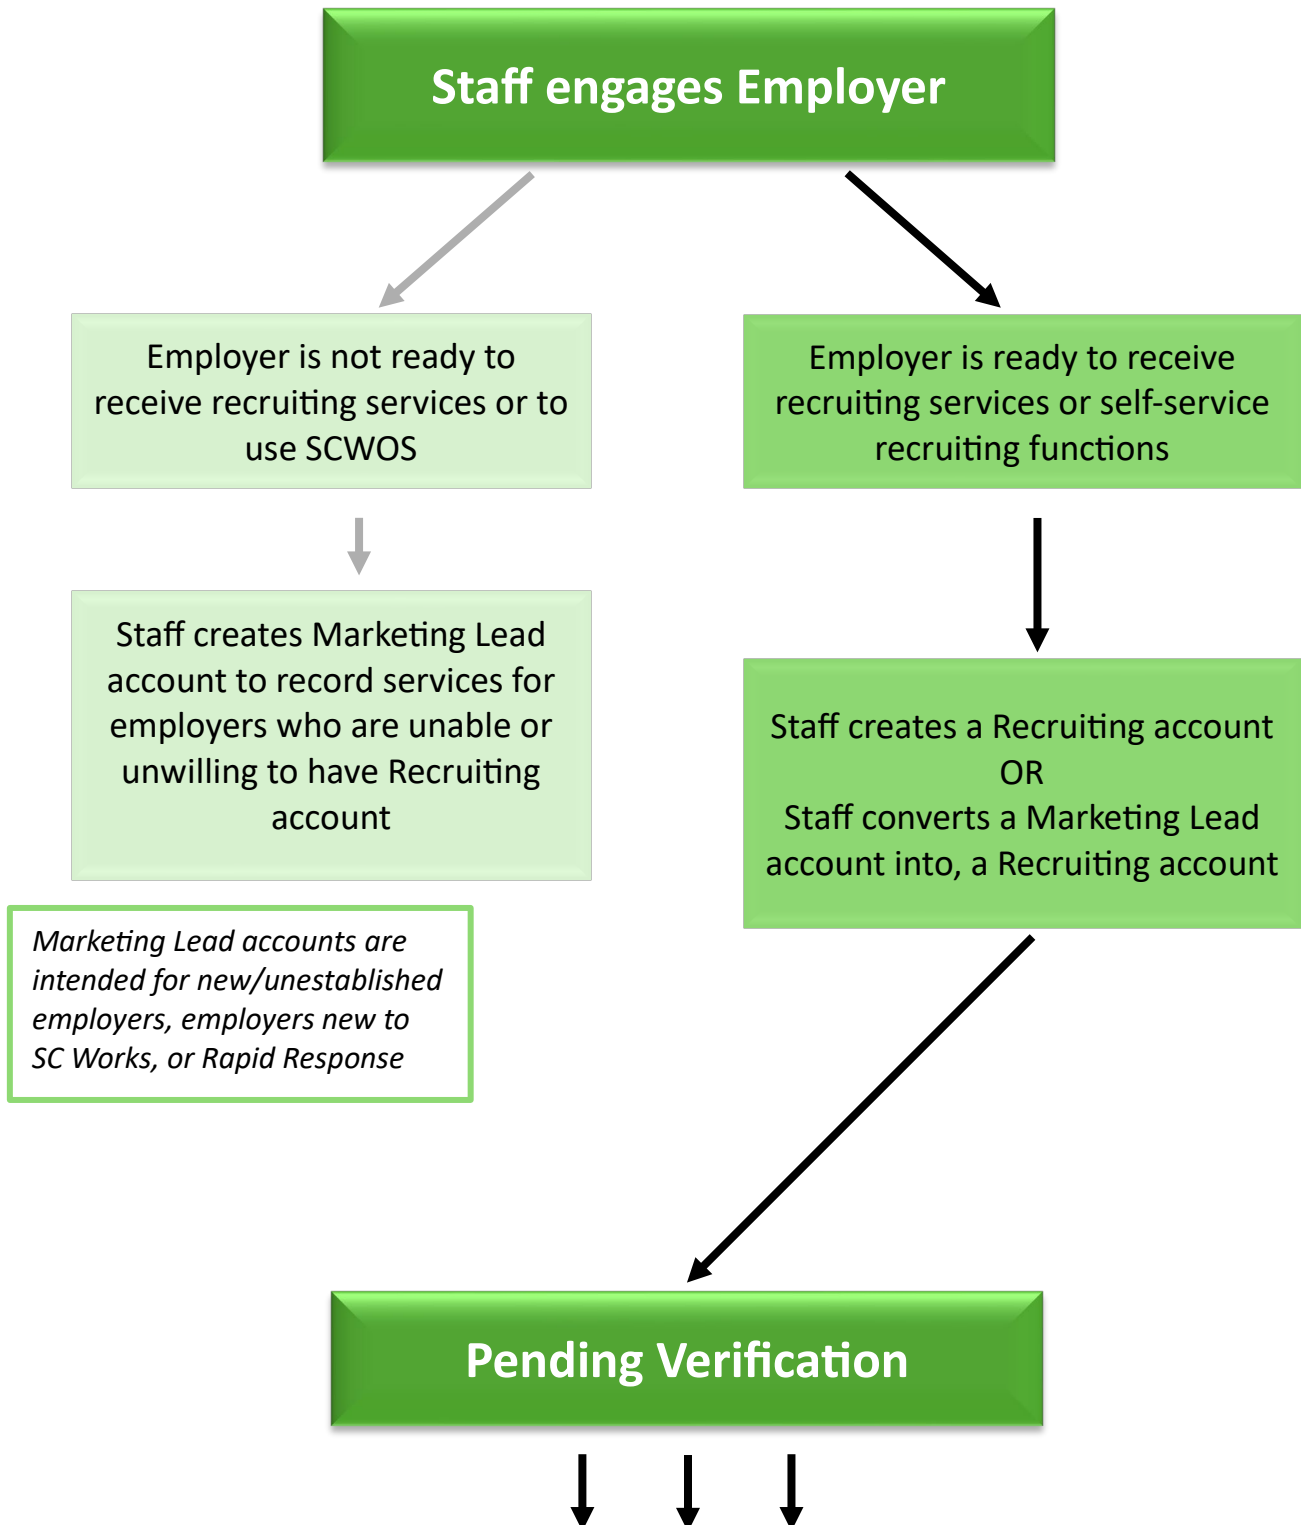 Staff engages Employer
Employer is not ready to
receive recruiting services or to
use SCWOS
Employer is ready to receive
recruiting services or self-service
recruiting functions
Staff creates Marketing Lead
account to record services for
employers who are unable or
unwilling to have Recruiting
account
Staff creates a Recruiting account
OR
Staff converts a Marketing Lead
account into, a Recruiting account
Marketing Lead accounts are
intended for new/unestablished
employers, employers new to
SC Works, or Rapid Response
Pending Verification